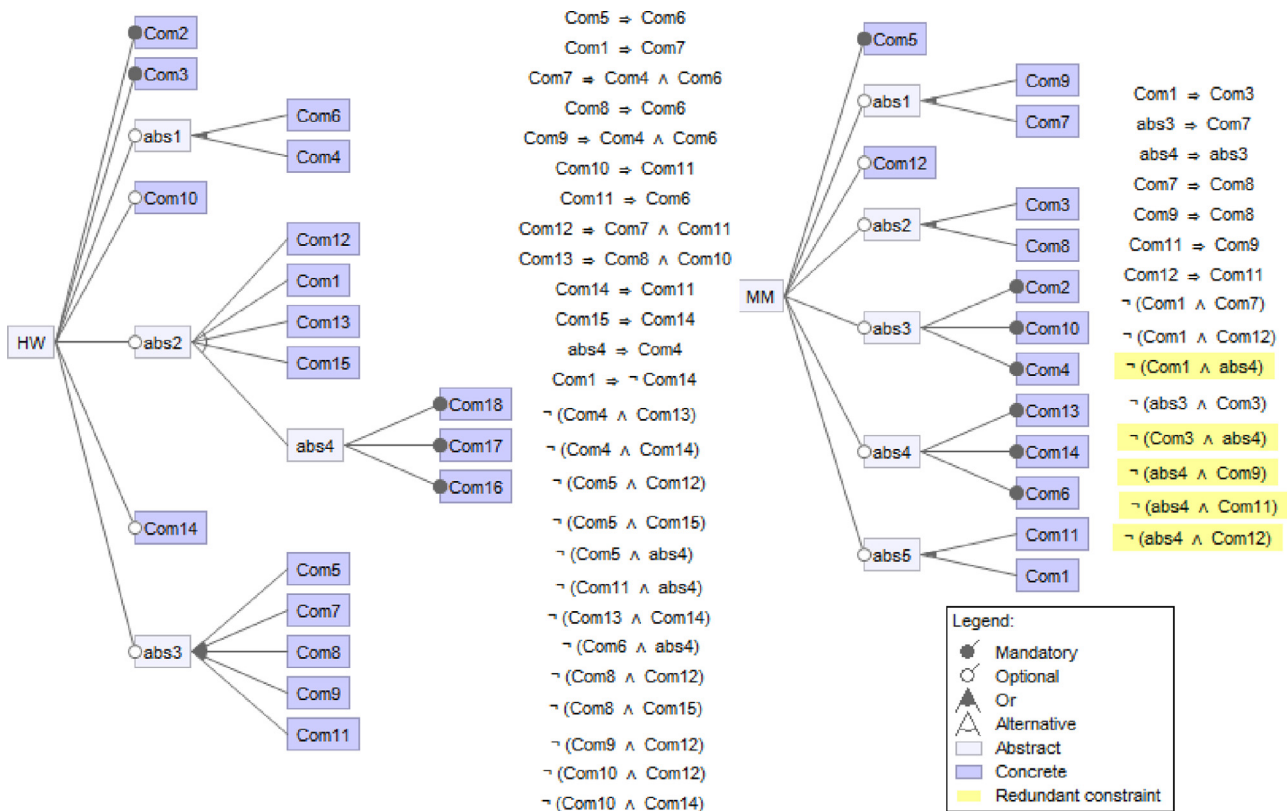 HW
Com2
Com3
abs1
Com6
Com4
Com10
abs2
Com12
Com1
Com13
Com15
abs4
Com18
Com17
Com16
Com14
abs3
Com5
Com7
Com8
Com9
Com11
Com5 ⇒ Com6
Com1 ⇒ Com7
Com7 ⇒ Com4 ∧ Com6
Com8 ⇒ Com6
Com9 ⇒ Com4 ∧ Com6
Com10 ⇒ Com11
Com11 ⇒ Com6
Com12 ⇒ Com7 ∧ Com11
Com13 ⇒ Com8 ∧ Com10
Com14 ⇒ Com11
Com15 ⇒ Com14
abs4 ⇒ Com4
Com1 ⇒ ¬ Com14
¬ (Com4 ∧ Com13)
¬ (Com4 ∧ Com14)
¬ (Com5 ∧ Com12)
¬ (Com5 ∧ Com15)
¬ (Com5 ∧ abs4)
¬ (Com11 ∧ abs4)
¬ (Com13 ∧ Com14)
¬ (Com6 ∧ abs4)
¬ (Com8 ∧ Com12)
¬ (Com8 ∧ Com15)
¬ (Com9 ∧ Com12)
¬ (Com10 ∧ Com12)
¬ (Com10 ∧ Com14)
MM
Com5
abs1
Com9
Com7
Com12
abs2
Com3
Com8
abs3
Com2
Com10
Com4
abs4
Com13
Com14
Com6
abs5
Com11
Com1
Com1 ⇒ Com3
abs3 ⇒ Com7
abs4 ⇒ abs3
Com7 ⇒ Com8
Com9 ⇒ Com8
Com11 ⇒ Com9
Com12 ⇒ Com11
¬ (Com1 ∧ Com7)
¬ (Com1 ∧ Com12)
¬ (Com1 ∧ abs4)
¬ (abs3 ∧ Com3)
¬ (Com3 ∧ abs4)
¬ (abs4 ∧ Com9)
¬ (abs4 ∧ Com11)
¬ (abs4 ∧ Com12)
Legend:
Mandatory
Optional
Or
Alternative
Abstract
Concrete
Redundant constraint